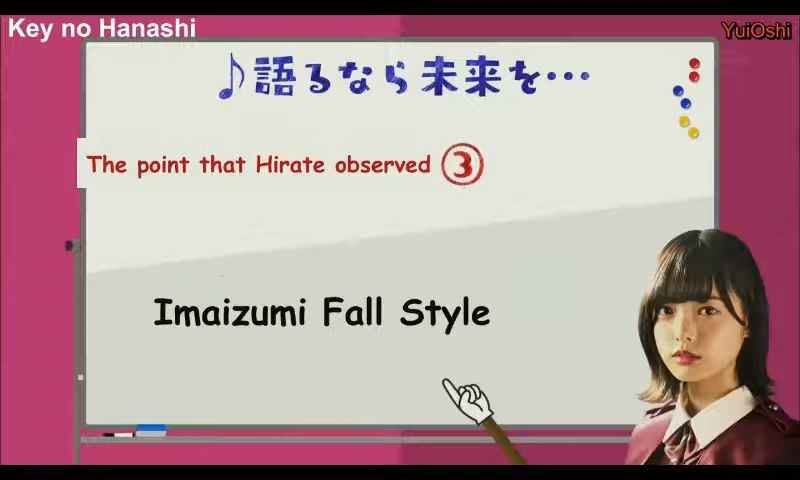 Key no Hanashi
YuiOshi
♪語るなら未来を…
The point that Hirate observed ③
Imaizumi Fall Style